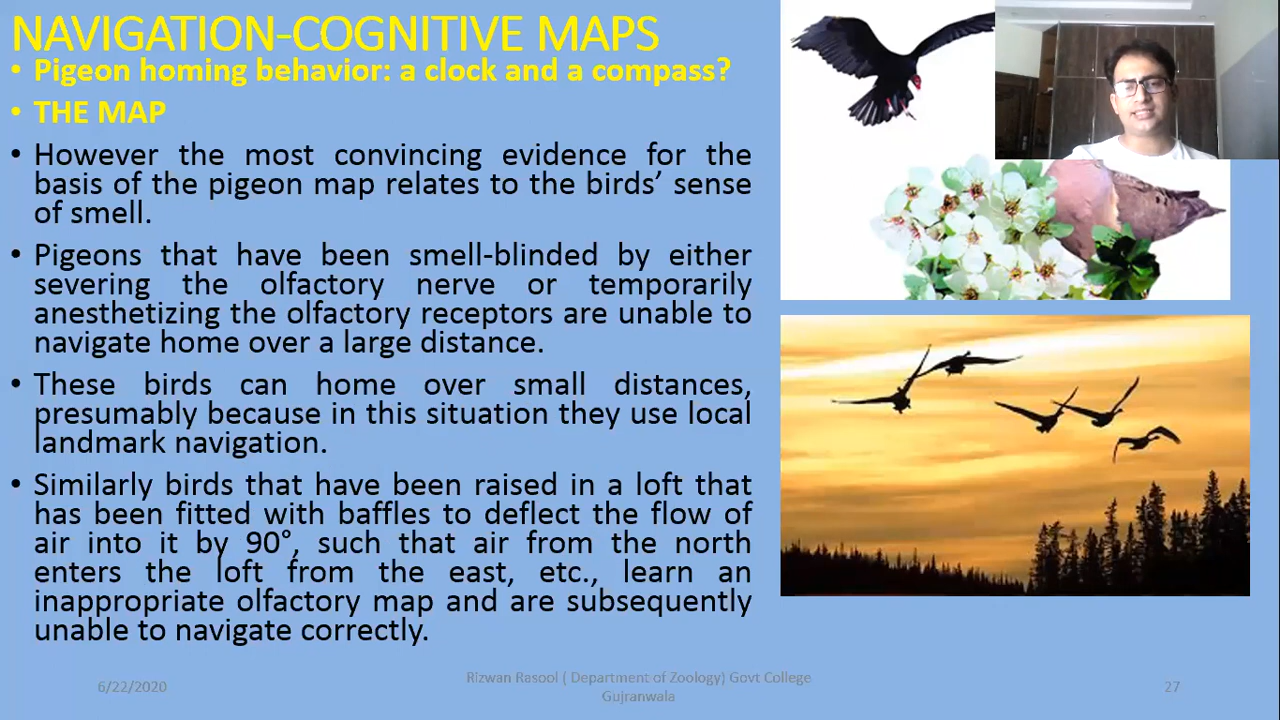 NAVIGATION-COGNITIVE MAPS
• Pigeon homing behavior: a clock and a compass?
• THE MAP
• However the most convincing evidence for the
basis of the pigeon map relates to the birds’ sense
of smell.
• Pigeons that have been smell-blinded by either
severing the olfactory nerve or temporarily
anesthetizing the olfactory receptors are unable to
navigate home over a large distance.
• These birds can home over small distances,
presumably because in this situation they use local
landmark navigation.
• Similarly birds that have been raised in a loft that
has been fitted with baffles to deflect the flow of
air into it by 90°, such that air from the north
enters the loft from the east, etc., learn an
inappropriate olfactory map and are subsequently
unable to navigate correctly.
6/22/2020
Rizwan Rasool ( Department of Zoology) Govt College
Gujranwala
27